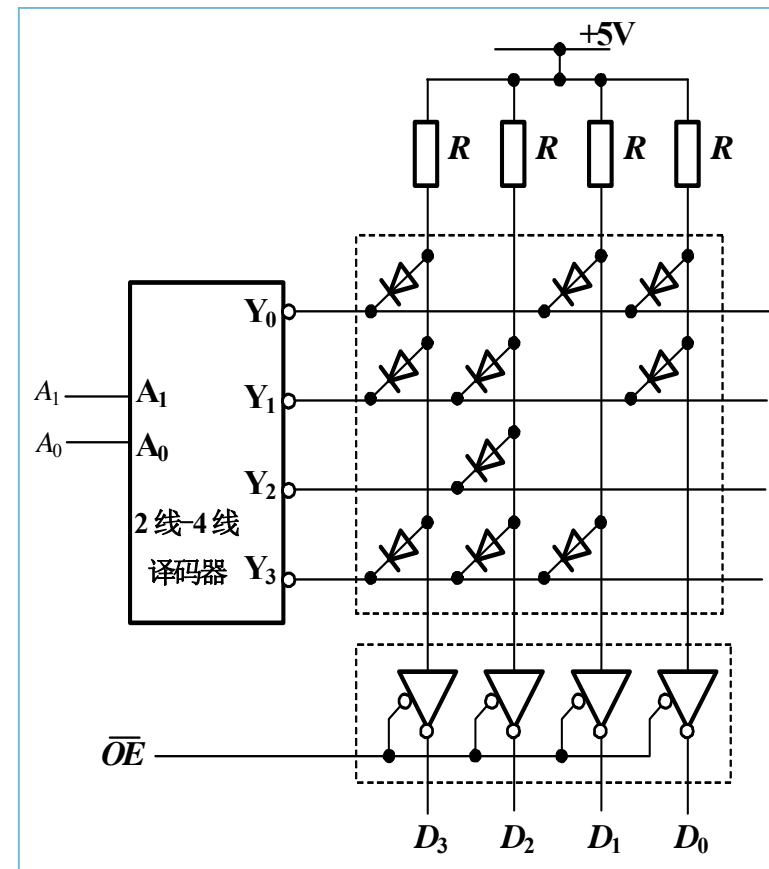 +5V
R R R R
Y₀
A₁ A₁ Y₁
A₀ A₀
Y₂
2线-4线
译码器 Y₃
O̅E̅
D₃ D₂ D₁ D₀